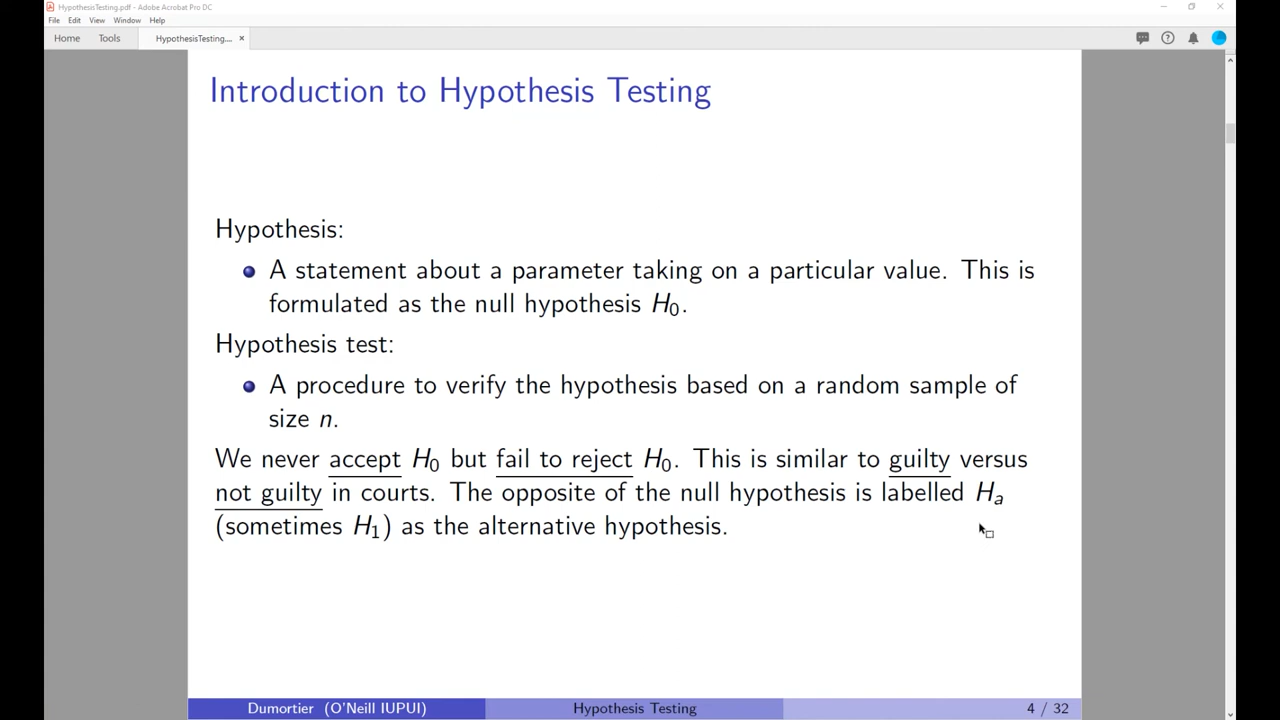 HypothesisTesting.pdf - Adobe Acrobat Pro DC
File Edit View Window Help
Home Tools HypothesisTesting.... ×
Introduction to Hypothesis Testing
Hypothesis:
A statement about a parameter taking on a particular value. This is
formulated as the null hypothesis H₀.
Hypothesis test:
A procedure to verify the hypothesis based on a random sample of
size n.
We never accept H₀ but fail to reject H₀. This is similar to guilty versus
not guilty in courts. The opposite of the null hypothesis is labelled Hₐ
(sometimes H₁) as the alternative hypothesis.
Dumortier (O'Neill IUPUI) Hypothesis Testing 4 / 32